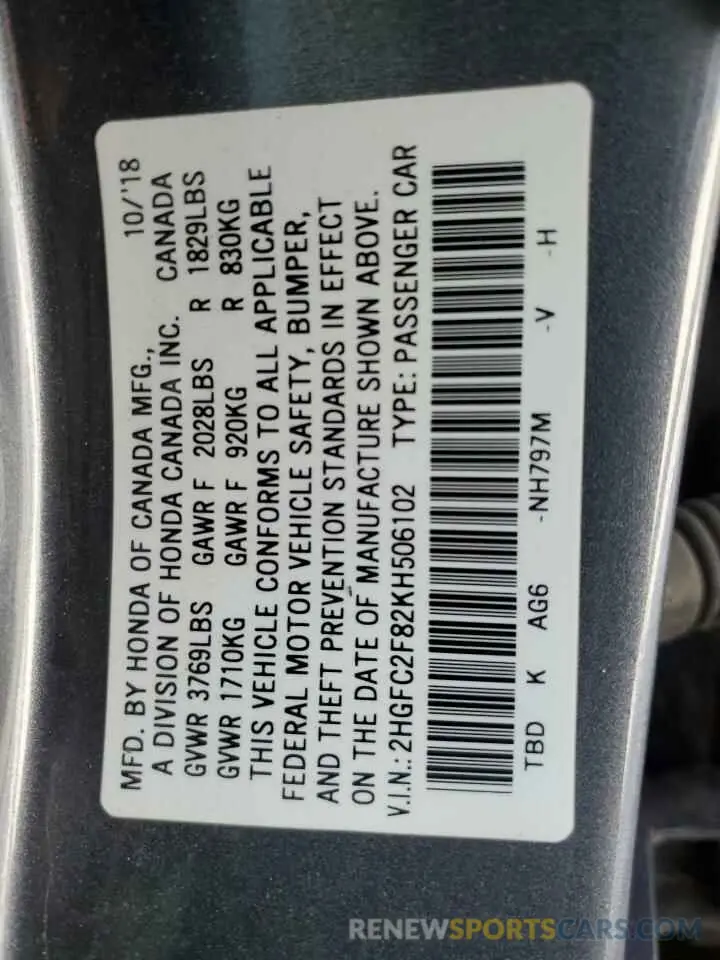 MFD. BY HONDA OF CANADA MFG., 10/'18
A DIVISION OF HONDA CANADA INC. CANADA
GVWR 3769LBS GAWR F 2028LBS R 1829LBS
GVWR 1710KG GAWR F 920KG R 830KG
THIS VEHICLE CONFORMS TO ALL APPLICABLE
FEDERAL MOTOR VEHICLE SAFETY, BUMPER,
AND THEFT PREVENTION STANDARDS IN EFFECT
ON THE DATE OF MANUFACTURE SHOWN ABOVE.
V.I.N.: 2HGFC2F82KH506102 TYPE: PASSENGER CAR
TBD K AG6 -NH797M -V -H
RENEWSPORTSCARS.COM